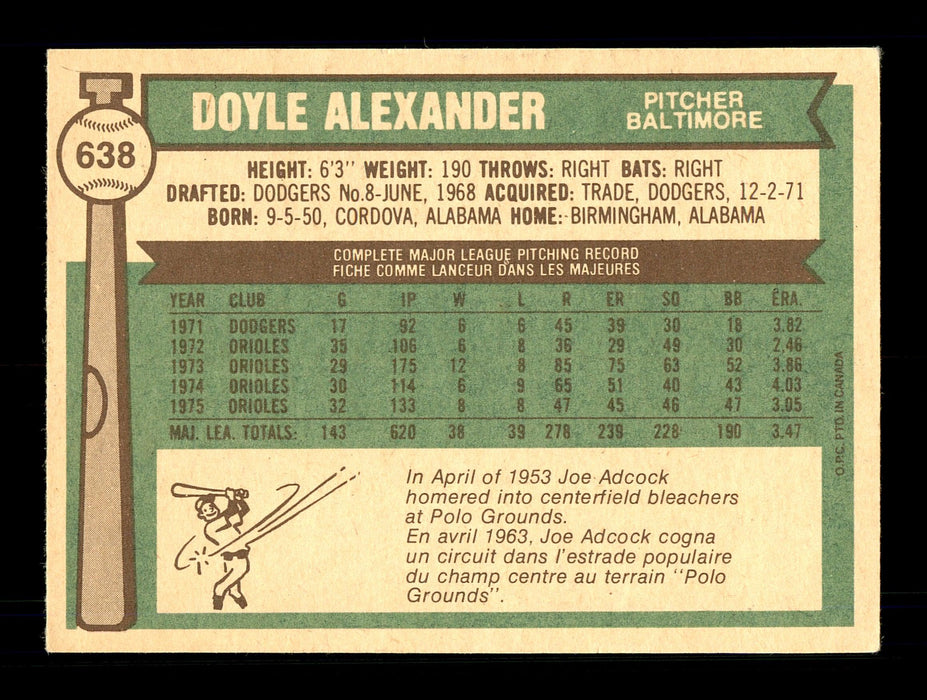 638
DOYLE ALEXANDER
PITCHER
BALTIMORE
HEIGHT: 6'3'' WEIGHT: 190 THROWS: RIGHT BATS: RIGHT
DRAFTED: DODGERS No.8-JUNE, 1968 ACQUIRED: TRADE, DODGERS, 12-2-71
BORN: 9-5-50, CORDOVA, ALABAMA HOME: BIRMINGHAM, ALABAMA
COMPLETE MAJOR LEAGUE PITCHING RECORD
FICHE COMME LANCEUR DANS LES MAJEURES
YEAR CLUB G IP W L R ER SO BB ERA.
1971 DODGERS 17 92 6 6 45 39 30 18 3.82
1972 ORIOLES 35 106 6 8 36 29 49 30 2.46
1973 ORIOLES 29 175 12 8 85 75 63 52 3.86
1974 ORIOLES 30 114 6 9 65 51 40 43 4.03
1975 ORIOLES 32 133 8 8 47 45 46 47 3.05
MAJ. LEA. TOTALS: 143 620 38 39 278 239 228 190 3.47
In April of 1953 Joe Adcock
homered into centerfield bleachers
at Polo Grounds.
En avril 1963, Joe Adcock cogna
un circuit dans l'estrade populaire
du champ centre au terrain ''Polo
Grounds''.
O.P.C. PTD. IN CANADA